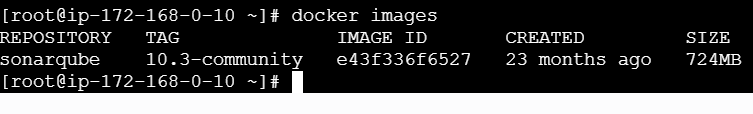 [root@ip-172-168-0-10 ~]# docker images
REPOSITORY   TAG              IMAGE ID       CREATED         SIZE
sonarqube    10.3-community   e43f336f6527   23 months ago   724MB
[root@ip-172-168-0-10 ~]#